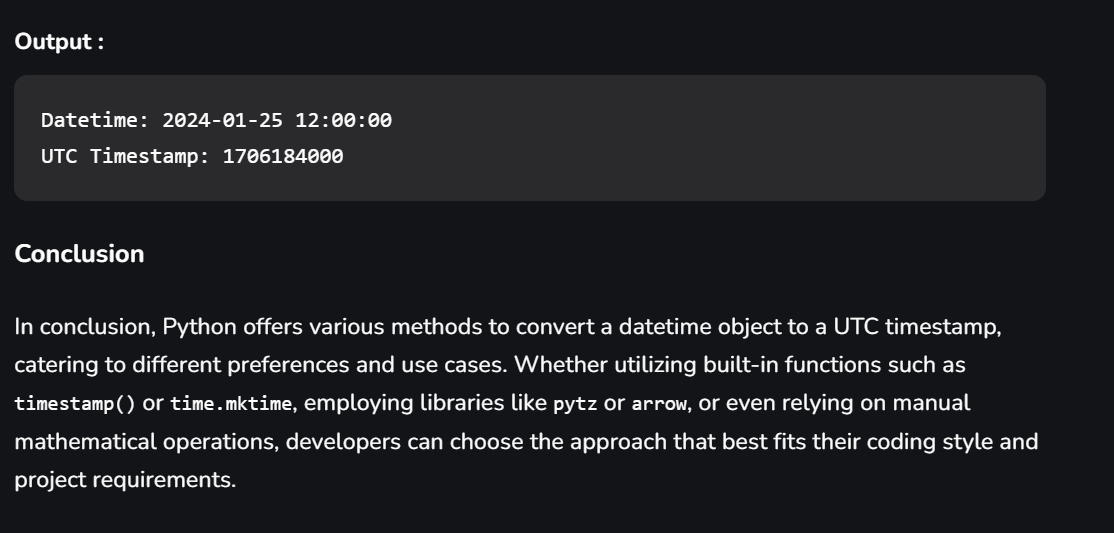 Output :
Datetime: 2024-01-25 12:00:00
UTC Timestamp: 1706184000
Conclusion
In conclusion, Python offers various methods to convert a datetime object to a UTC timestamp,
catering to different preferences and use cases. Whether utilizing built-in functions such as
timestamp() or time.mktime, employing libraries like pytz or arrow, or even relying on manual
mathematical operations, developers can choose the approach that best fits their coding style and
project requirements.